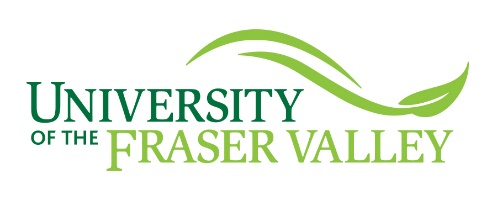 UNIVERSITY
OF THE FRASER VALLEY